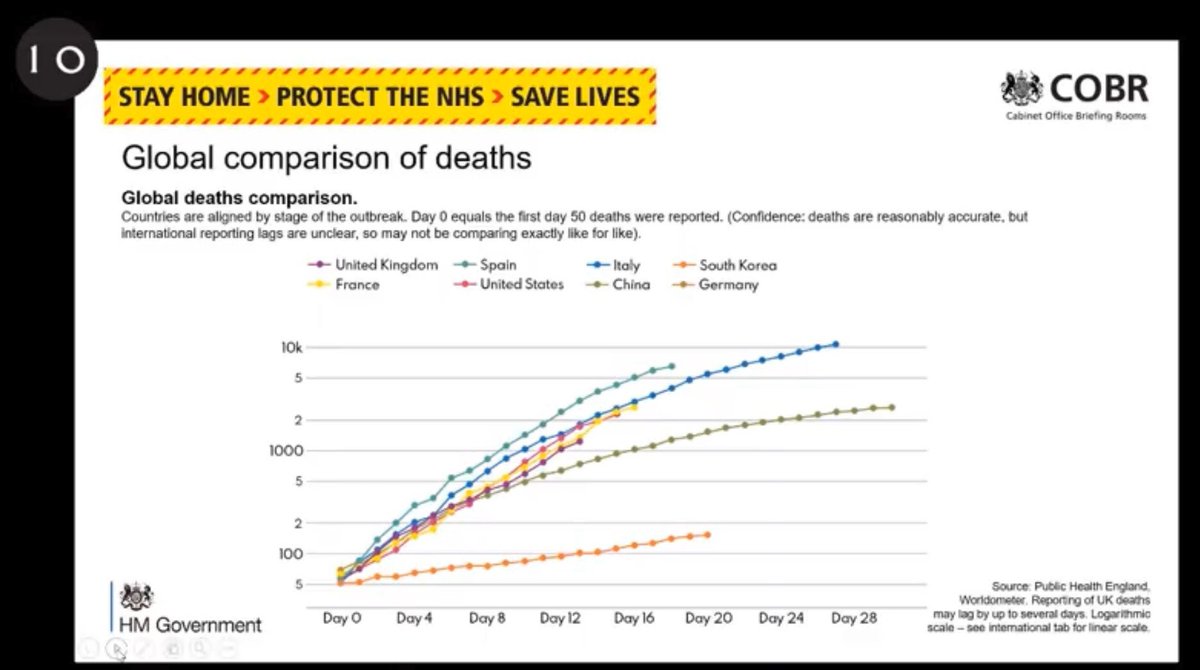 10
STAY HOME > PROTECT THE NHS > SAVE LIVES
COBR
Cabinet Office Briefing Rooms
Global comparison of deaths
Global deaths comparison.
Countries are aligned by stage of the outbreak. Day 0 equals the first day 50 deaths were reported. (Confidence: deaths are reasonably accurate, but
international reporting lags are unclear, so may not be comparing exactly like for like).
United Kingdom Spain Italy South Korea
France United States China Germany
10k
5
2
1000
5
2
100
5
Day 0 Day 4 Day 8 Day 12 Day 16 Day 20 Day 24 Day 28
HM Government
Source: Public Health England,
Worldometer. Reporting of UK deaths
may lag by up to several days. Logarithmic
scale – see international tab for linear scale.